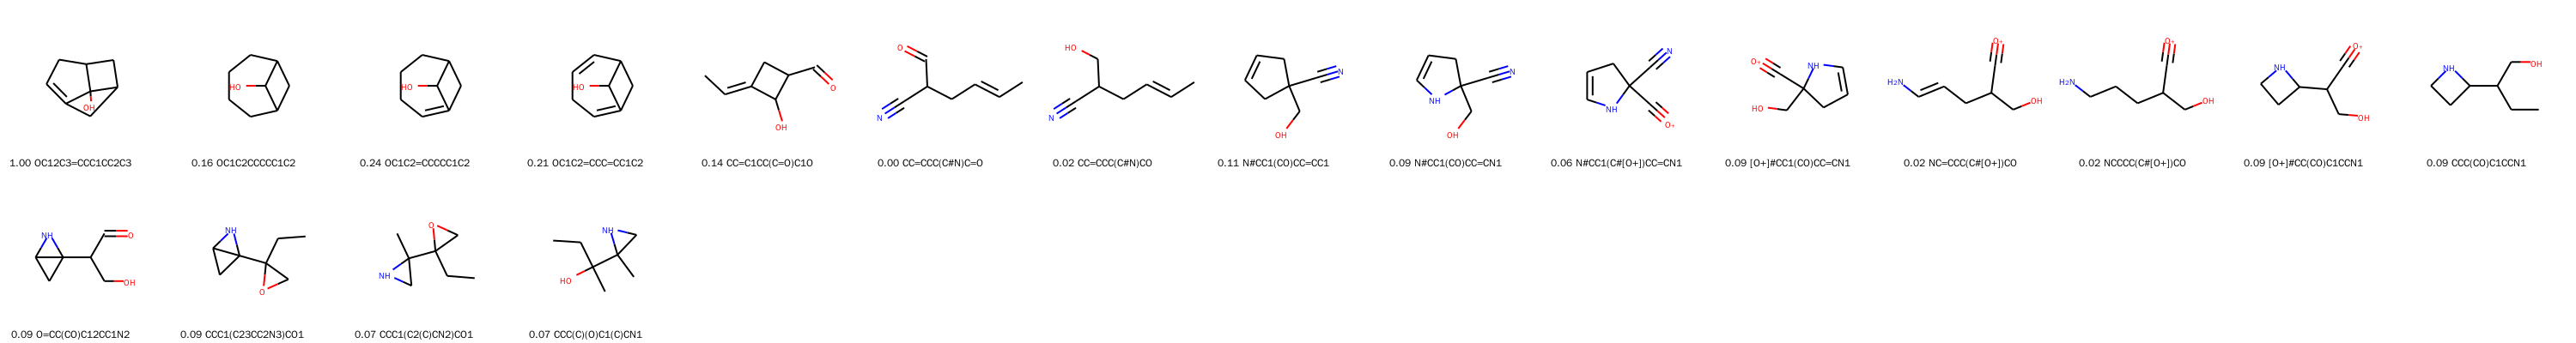 HO
HO
HO
O
OH
O
N
HO
N
N
OH
NH
N
OH
NH
N
O+
O+
NH
HO
H2N
O+
OH
H2N
O+
OH
NH
O+
OH
NH
OH
OH
1.00 OC12C3=CCC1CC2C3
0.16 OC1C2CCCCC1C2
0.24 OC1C2=CCCCC1C2
0.21 OC1C2=CCC=CC1C2
0.14 CC=C1CC(C=O)C1O
0.00 CC=CCC(C#N)C=O
0.02 CC=CCC(C#N)CO
0.11 N#CC1(CO)CC=CC1
0.09 N#CC1(CO)CC=CN1
0.06 N#CC1(C#[O+])CC=CN1
0.09 [O+]#CC1(CO)CC=CN1
0.02 NC=CCC(C#[O+])CO
0.02 NCCCC(C#[O+])CO
0.09 [O+]#CC(CO)C1CCN1
0.09 CCC(CO)C1CCN1
NH
O
OH
NH
O
O
NH
NH
HO
0.09 O=CC(CO)C12CC1N2
0.09 CCC1(C23CC2N3)CO1
0.07 CCC1(C2(C)CN2)CO1
0.07 CCC(C)(O)C1(C)CN1